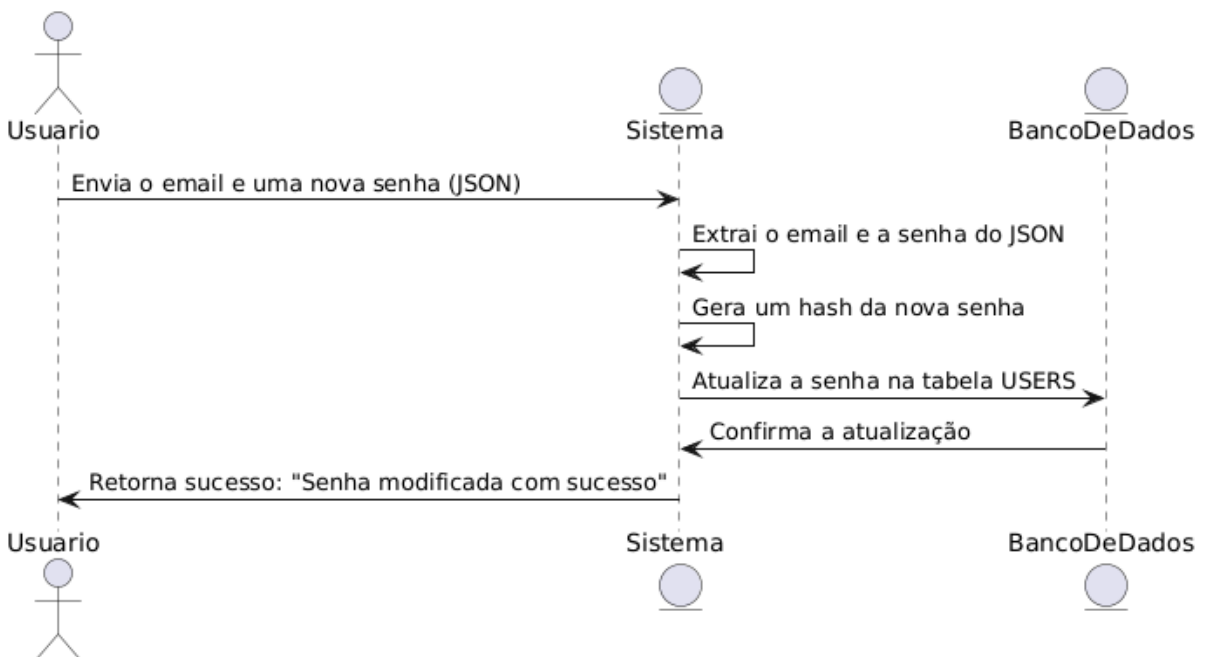 Usuario
Sistema
BancoDeDados
Envia o email e uma nova senha (JSON)
Extrai o email e a senha do JSON
Gera um hash da nova senha
Atualiza a senha na tabela USERS
Confirma a atualização
Retorna sucesso: "Senha modificada com sucesso"
Usuario
Sistema
BancoDeDados